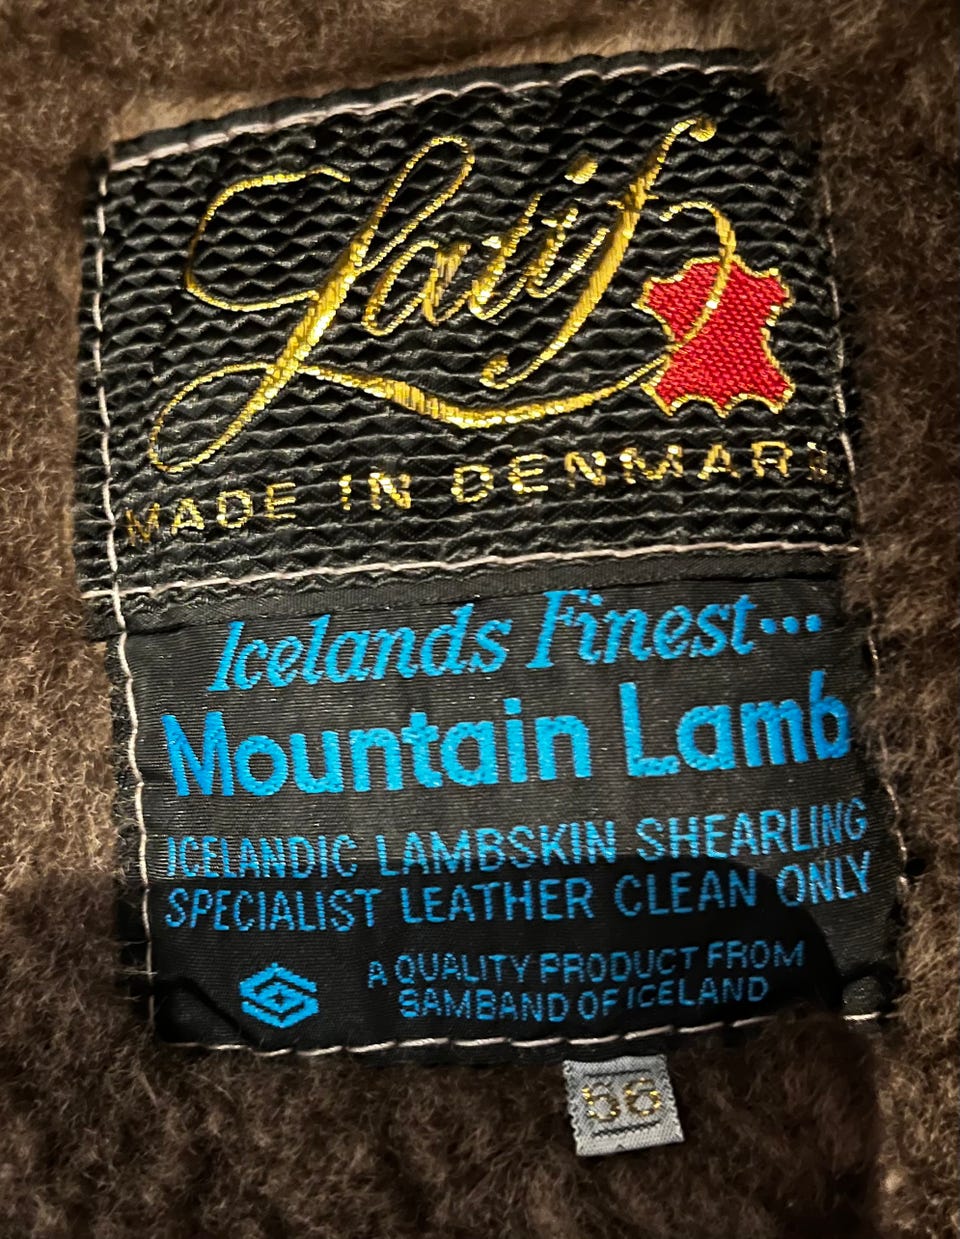 Latif
MADE IN DENMARK
Icelands Finest...
Mountain Lamb
ICELANDIC LAMBSKIN SHEARLING
SPECIALIST LEATHER CLEAN ONLY
A QUALITY PRODUCT FROM
SAMBAND OF ICELAND
56